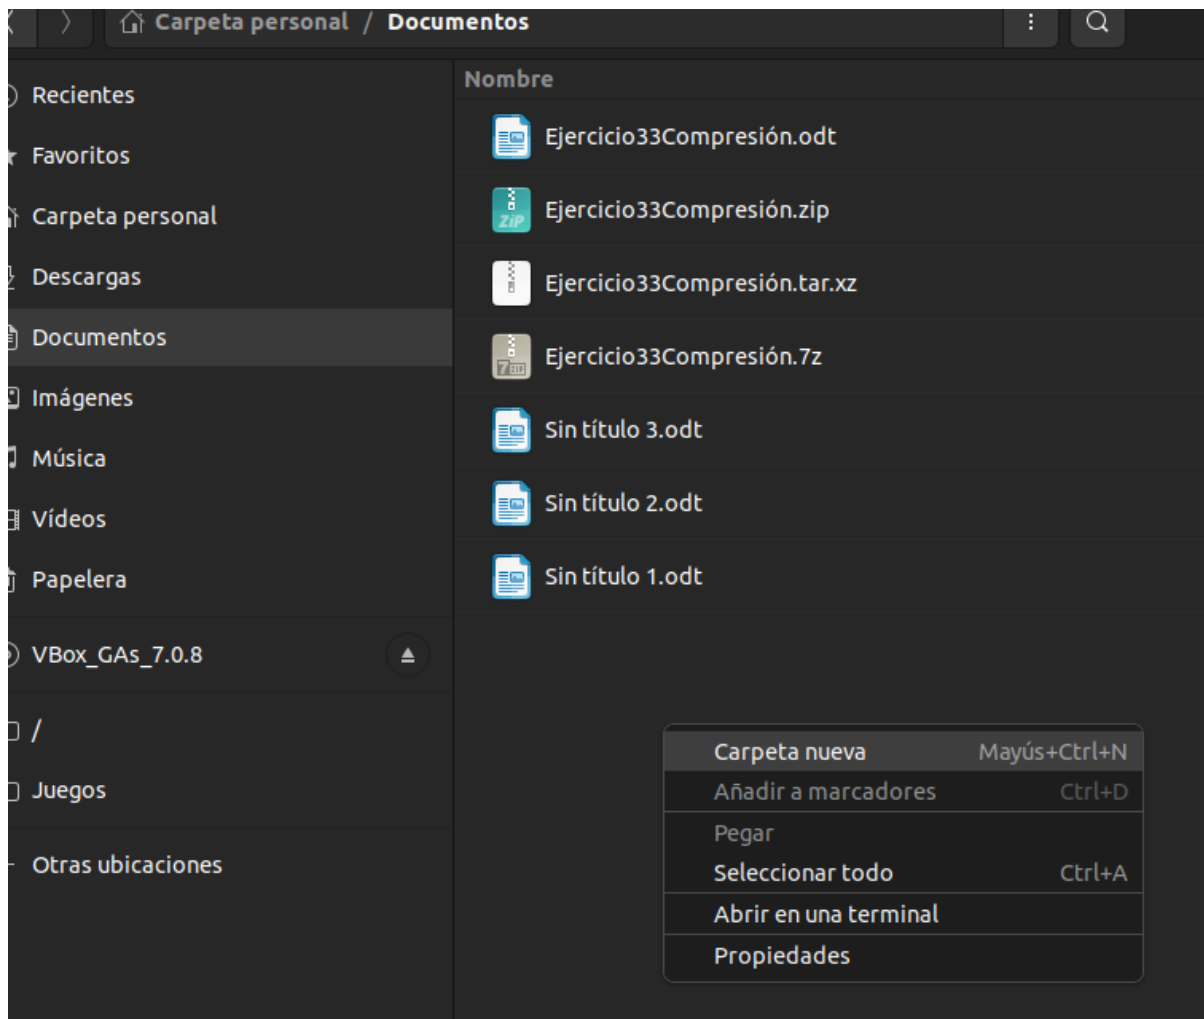 Carpeta personal / Documentos
Recientes
Favoritos
Carpeta personal
Descargas
Documentos
Imágenes
Música
Vídeos
Papelera
VBox_GAs_7.0.8
/
Juegos
Otras ubicaciones
Nombre
Ejercicio33Compresión.odt
ZIP
Ejercicio33Compresión.zip
Ejercicio33Compresión.tar.xz
7ZIP
Ejercicio33Compresión.7z
Sin título 3.odt
Sin título 2.odt
Sin título 1.odt
Carpeta nueva Mayús+Ctrl+N
Añadir a marcadores Ctrl+D
Pegar
Seleccionar todo Ctrl+A
Abrir en una terminal
Propiedades